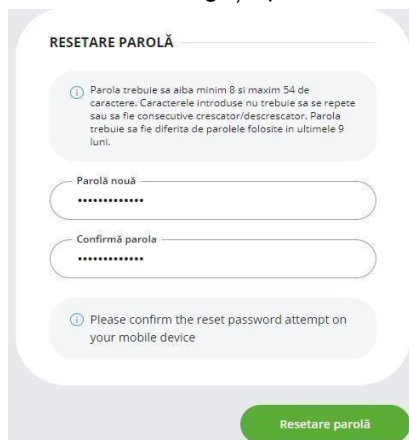 RESETARE PAROLĂ
Parola trebuie sa aiba minim 8 si maxim 54 de
caractere. Caracterele introduse nu trebuie sa se repete
sau sa fie consecutive crescator/descrescator. Parola
trebuie sa fie diferita de parolele folosite in ultimele 9
luni.
Parolă nouă
•••••••••••••
Confirmă parola
•••••••••••••
Please confirm the reset password attempt on
your mobile device
Resetare parolă